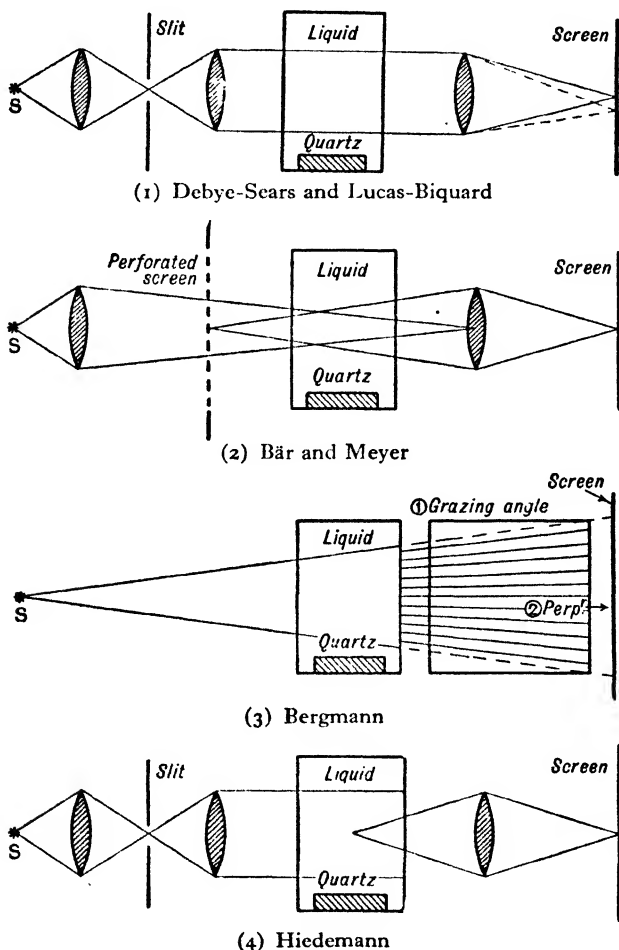 Slit
Liquid
Screen
S
Quartz
(1) Debye-Sears and Lucas-Biquard
Perforated
screen
Liquid
Screen
S
Quartz
(2) Bär and Meyer
Screen
①Grazing angle
Liquid
S
②Perpʳ
Quartz
(3) Bergmann
Slit
Liquid
Screen
S
Quartz
(4) Hiedemann